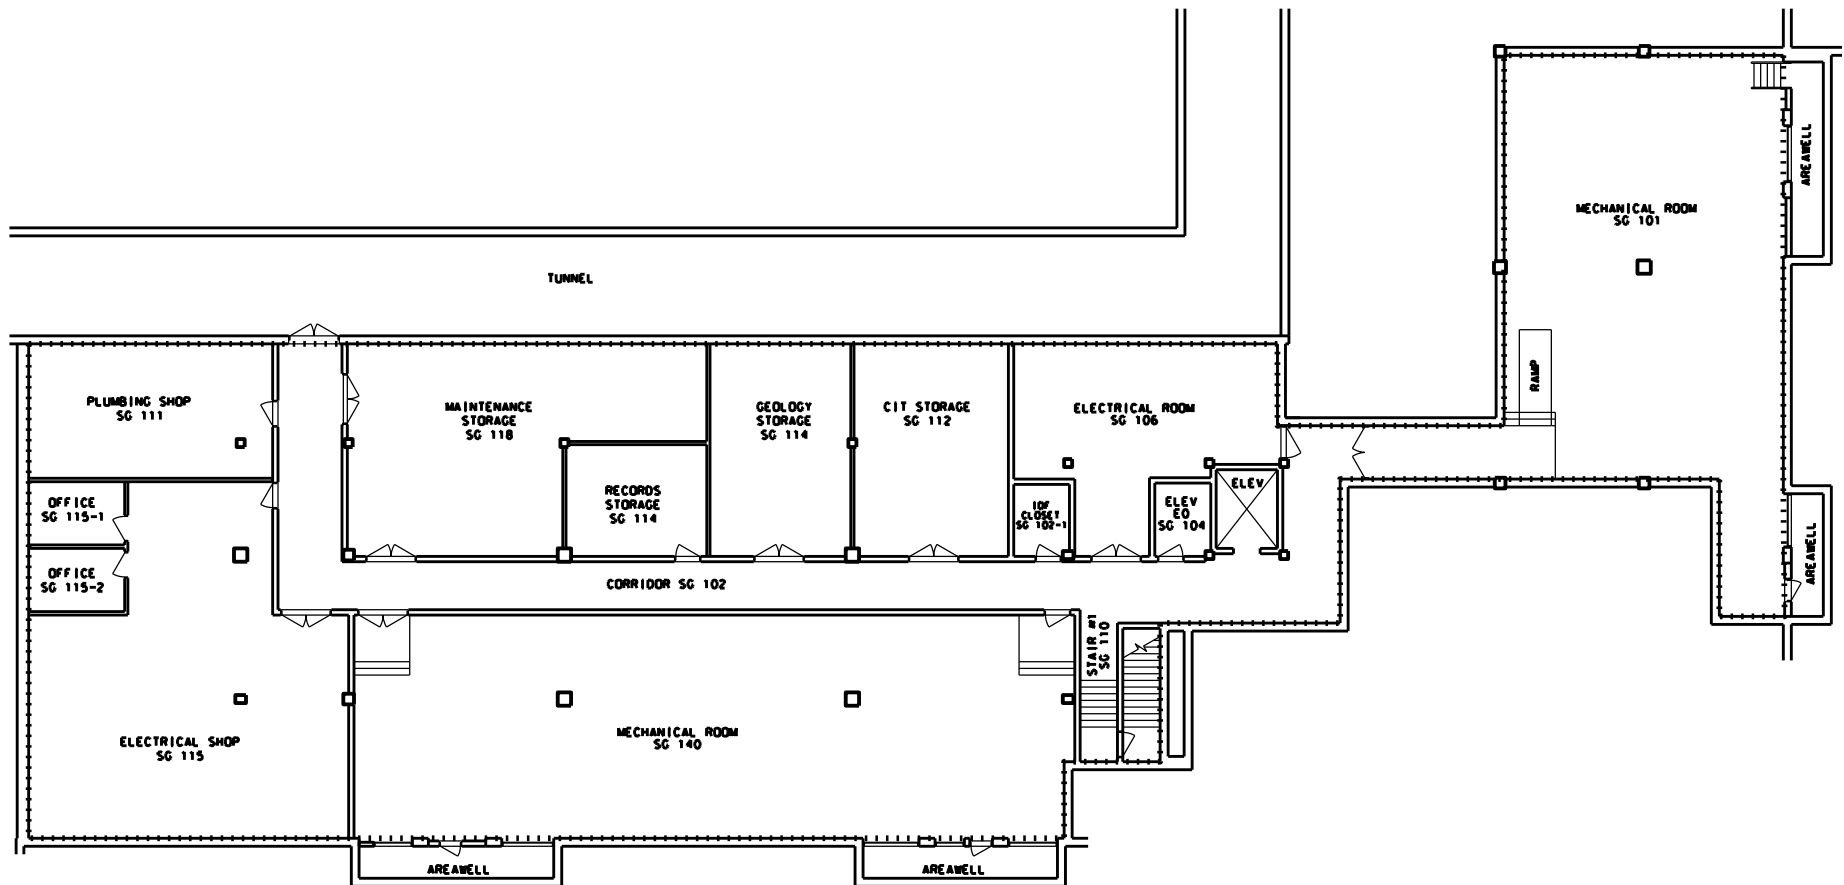 AREAWELL
MECHANICAL ROOM
SG 101
TUNNEL
RAMP
PLUMBING SHOP
SG 111
MAINTENANCE
STORAGE
SG 118
GEOLOGY
STORAGE
SG 114
CIT STORAGE
SG 112
ELECTRICAL ROOM
SG 106
RECORDS
STORAGE
SG 114
OFFICE
SG 115-1
IDF
CLOSET
SG 102-1
ELEV
EQ
SG 104
ELEV
OFFICE
SG 115-2
CORRIDOR SG 102
AREAWELL
STAIR #1
SG 110
ELECTRICAL SHOP
SG 115
MECHANICAL ROOM
SG 140
AREAWELL
AREAWELL